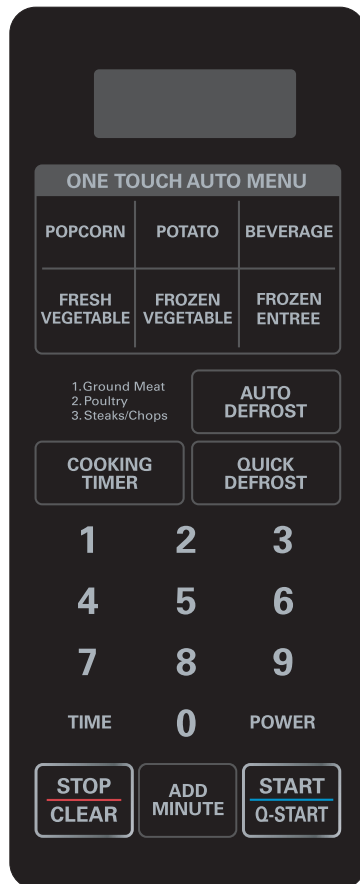 ONE TOUCH AUTO MENU
POPCORN
POTATO
BEVERAGE
FRESH
VEGETABLE
FROZEN
VEGETABLE
FROZEN
ENTREE
1.Ground Meat
2.Poultry
3.Steaks/Chops
AUTO
DEFROST
COOKING
TIMER
QUICK
DEFROST
1 2 3
4 5 6
7 8 9
TIME 0 POWER
STOP
CLEAR
ADD
MINUTE
START
Q-START